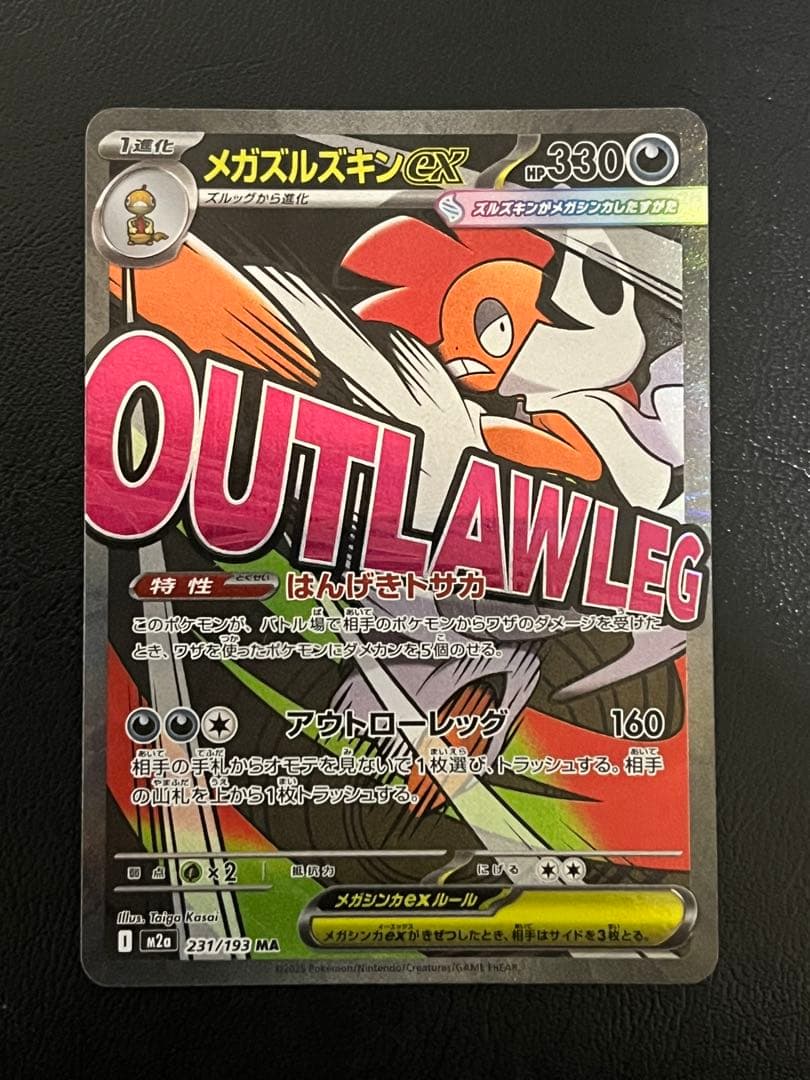 1進化
メガズルズキンex HP330
ズルッグから進化
ズルズキンがメガシンカしたすがた
OUTLAW LEG
特性 とくせい はんげきトサカ
このポケモンが、バトル場で相手のポケモンからワザのダメージを受けた
とき、ワザを使ったポケモンにダメカンを5個のせる。
アウトローレッグ 160
相手の手札からオモテを見ないで1枚選び、トラッシュする。相手
の山札を上から1枚トラッシュする。
弱点 ×2 抵抗力 にげる
メガシンカexルール
メガシンカexがきぜつしたとき、相手はサイドを3枚とる。
Illus. Taiga Kasai
I m2a 231/193 MA
©2025 Pokémon/Nintendo/Creatures/GAME FREAK.